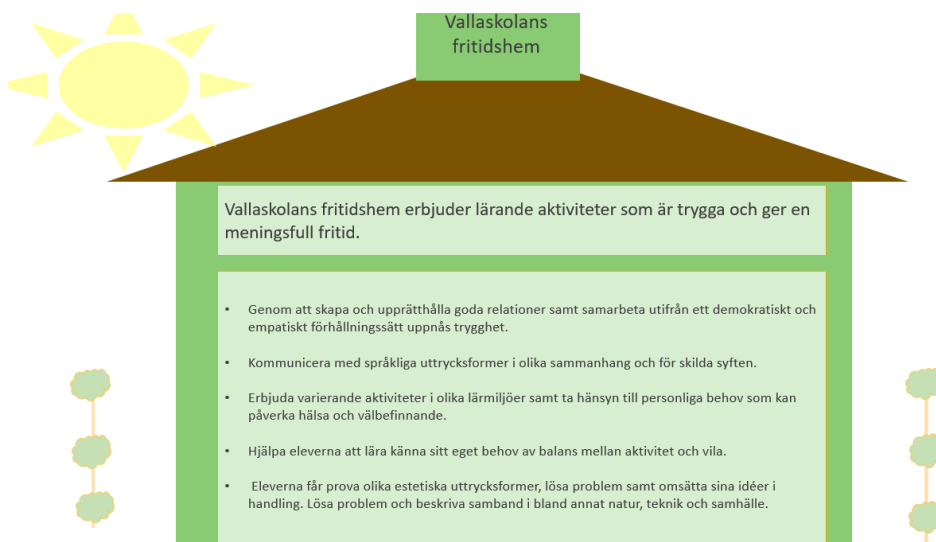 Vallaskolans
fritidshem
Vallaskolans fritidshem erbjuder lärande aktiviteter som är trygga och ger en
meningsfull fritid.
• Genom att skapa och upprätthålla goda relationer samt samarbeta utifrån ett demokratiskt och
empatiskt förhållningssätt uppnås trygghet.
• Kommunicera med språkliga uttrycksformer i olika sammanhang och för skilda syften.
• Erbjuda varierande aktiviteter i olika lärmiljöer samt ta hänsyn till personliga behov som kan
påverka hälsa och välbefinnande.
• Hjälpa eleverna att lära känna sitt eget behov av balans mellan aktivitet och vila.
• Eleverna får prova olika estetiska uttrycksformer, lösa problem samt omsätta sina idéer i
handling. Lösa problem och beskriva samband i bland annat natur, teknik och samhälle.